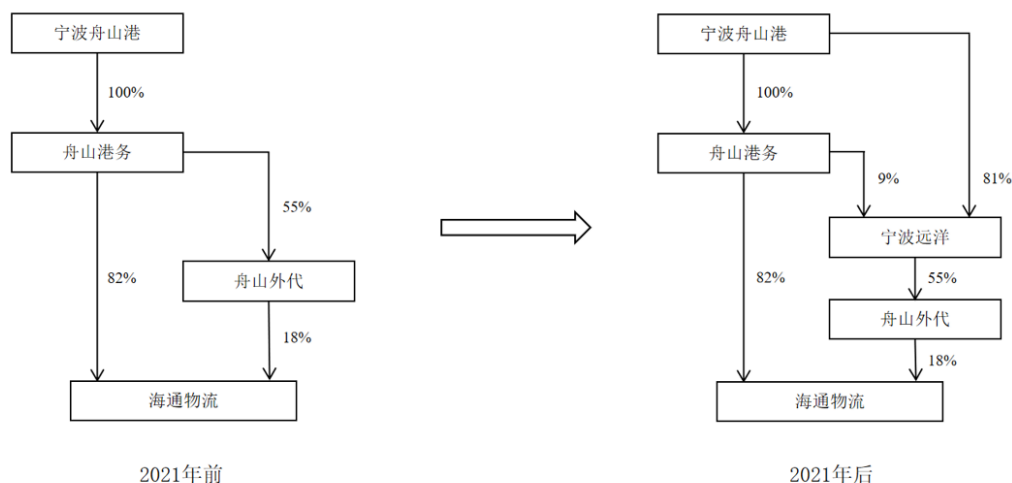 宁波舟山港
100%
舟山港务
55%
82%
舟山外代
18%
海通物流
2021年前
宁波舟山港
100%
舟山港务
9%
81%
宁波远洋
82%
55%
舟山外代
18%
海通物流
2021年后